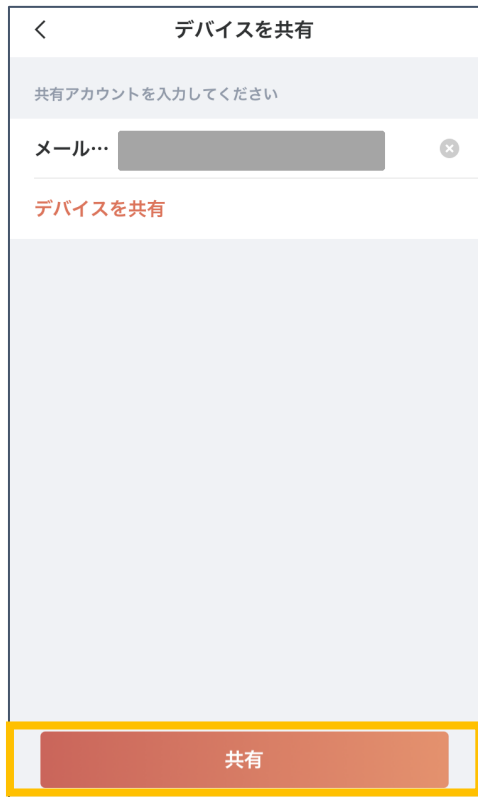 デバイスを共有
共有アカウントを入力してください
メール…
デバイスを共有
共有